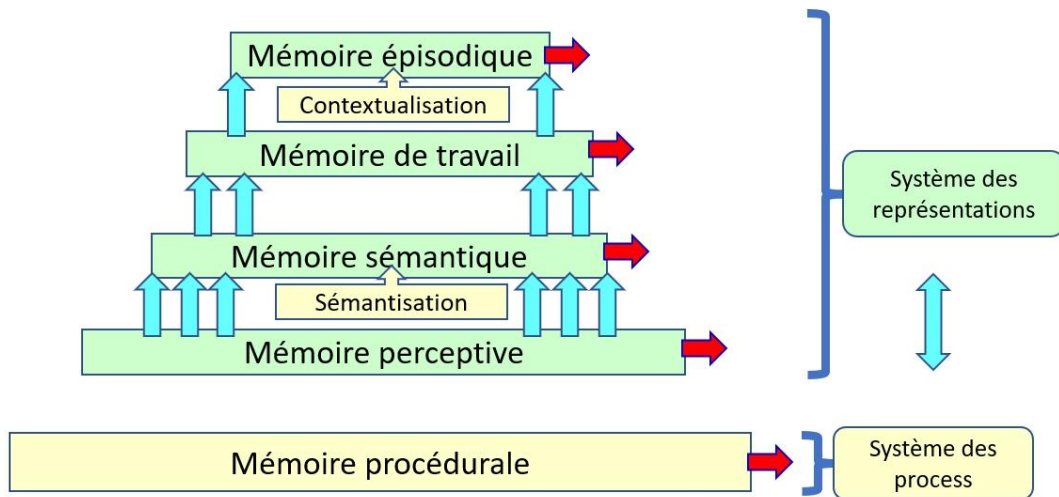 Mémoire épisodique
Contextualisation
Mémoire de travail
Système des
représentations
Mémoire sémantique
Sémantisation
Mémoire perceptive
Mémoire procédurale
Système des
process